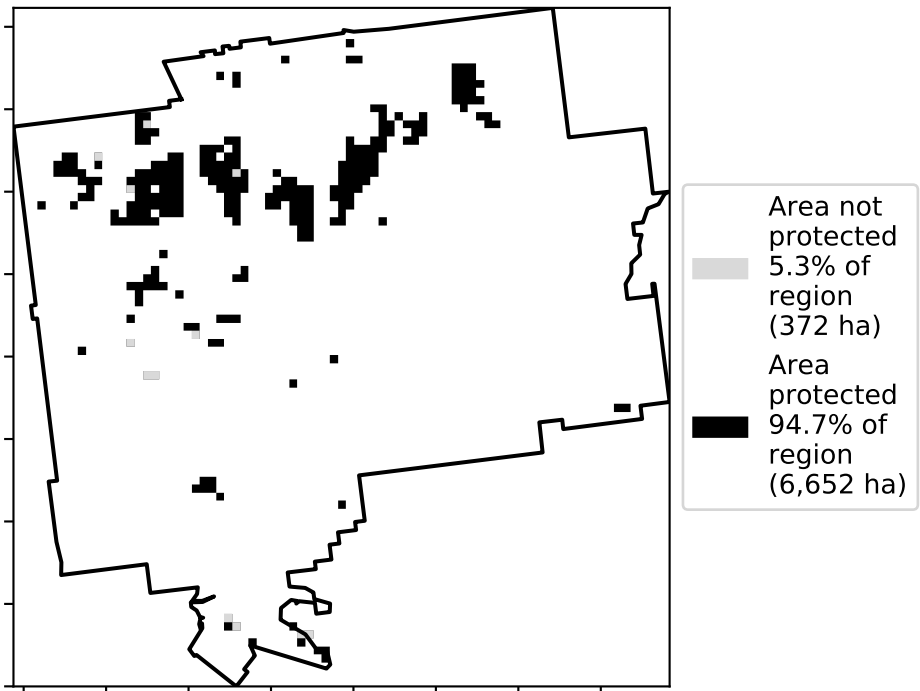 Area not
protected
5.3% of
region
(372 ha)
Area
protected
94.7% of
region
(6,652 ha)